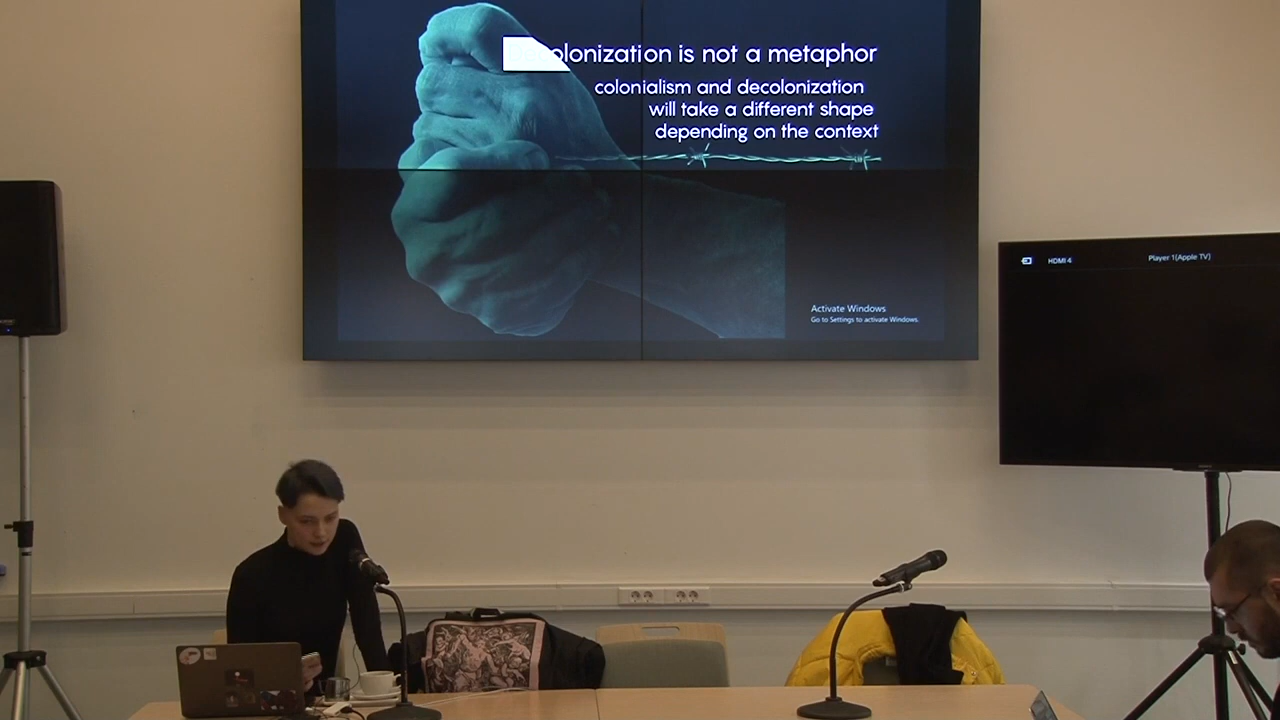 olonization is not a metaphor
colonialism and decolonization
will take a different shape
depending on the context
Activate Windows
Go to Settings to activate Windows.
HDMI 4
Player 1(Apple TV)